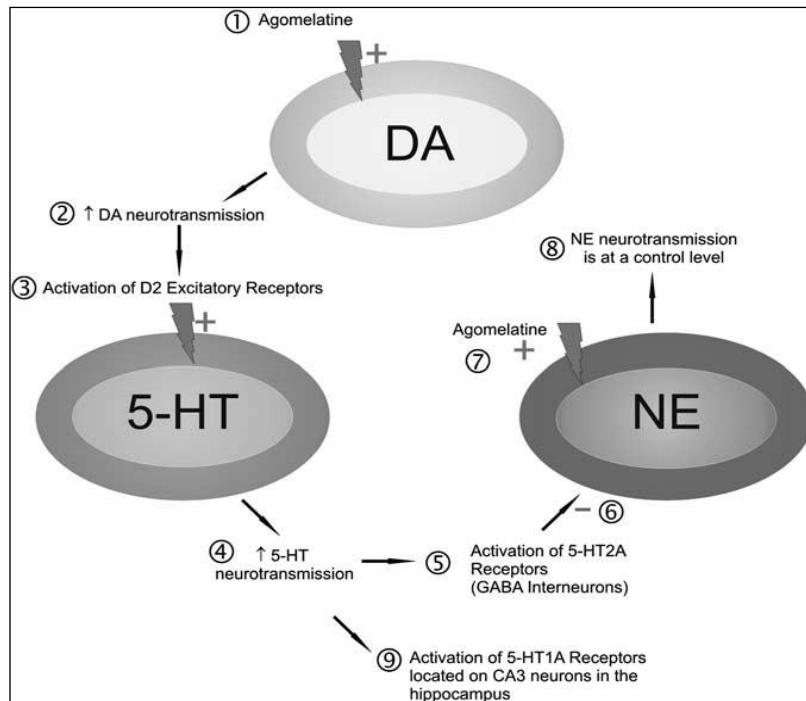 ① Agomelatine
+
DA
② ↑ DA neurotransmission
③ Activation of D2 Excitatory Receptors
+
5-HT
④ ↑ 5-HT
neurotransmission
⑤ Activation of 5-HT2A
Receptors
(GABA Interneurons)
− ⑥
Agomelatine
⑦ +
NE
⑧ NE neurotransmission
is at a control level
⑨ Activation of 5-HT1A Receptors
located on CA3 neurons in the
hippocampus